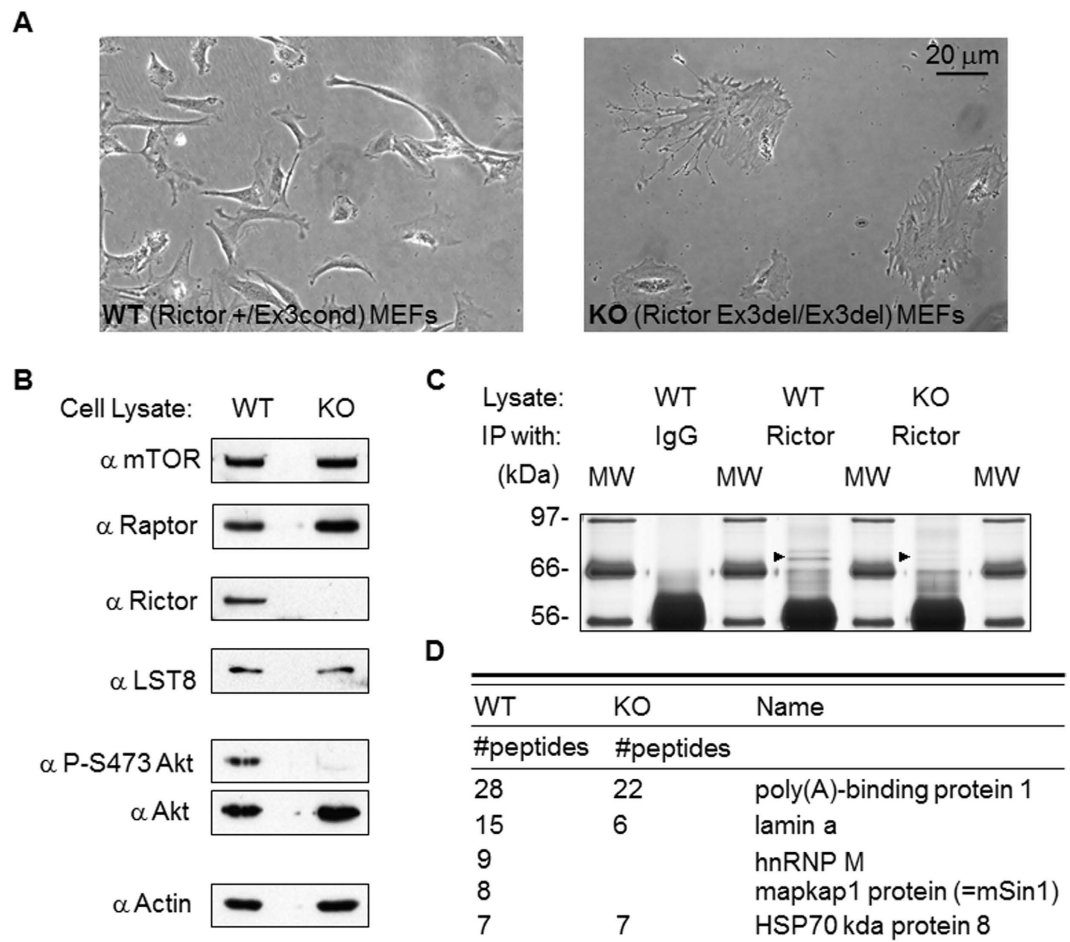 A
20 μm
WT (Rictor +/Ex3cond) MEFs
KO (Rictor Ex3del/Ex3del) MEFs
B
Cell Lysate: WT KO
α mTOR
α Raptor
α Rictor
α LST8
α P-S473 Akt
α Akt
α Actin
C
Lysate: WT WT KO
IP with: IgG Rictor Rictor
(kDa) MW MW MW MW
97-
66-
56-
D
WT KO Name
#peptides #peptides
28 22 poly(A)-binding protein 1
15 6 lamin a
9 hnRNP M
8 mapkap1 protein (=mSin1)
7 7 HSP70 kda protein 8